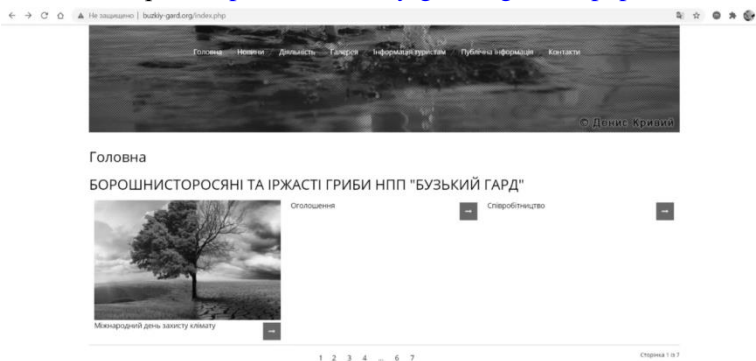 Не защищено | buzkiy-gard.org/index.php
Головна Новини Діяльність Галерея Інформація туристам Публічна інформація Контакти
© Денис Кривий
Головна
БОРОШНИСТОРОСЯНІ ТА ІРЖАСТІ ГРИБИ НПП "БУЗЬКИЙ ГАРД"
Оголошення
Співробітництво
Міжнародний день захисту клімату
1 2 3 4 ... 6 7
Сторінка 1 із 7